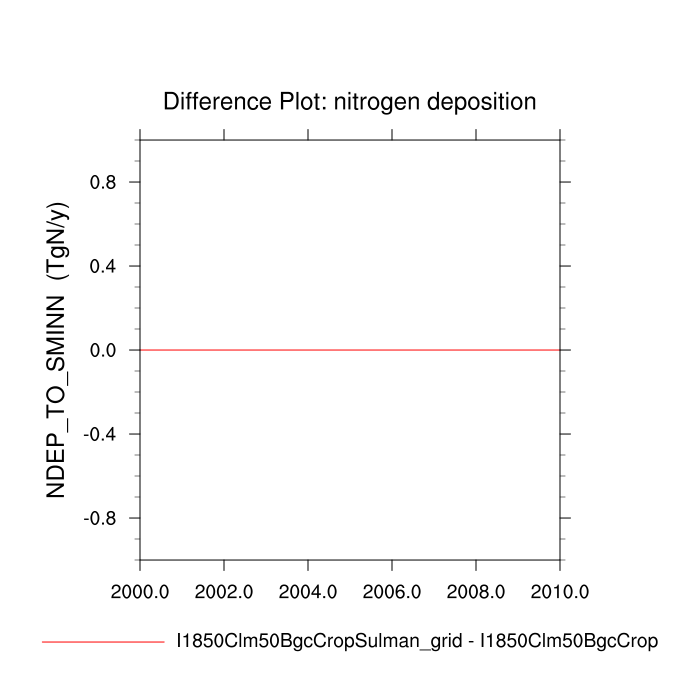 Difference Plot: nitrogen deposition
NDEP_TO_SMINN (TgN/y)
0.8
0.4
0.0
-0.4
-0.8
2000.0 2002.0 2004.0 2006.0 2008.0 2010.0
I1850Clm50BgcCropSulman_grid - I1850Clm50BgcCrop